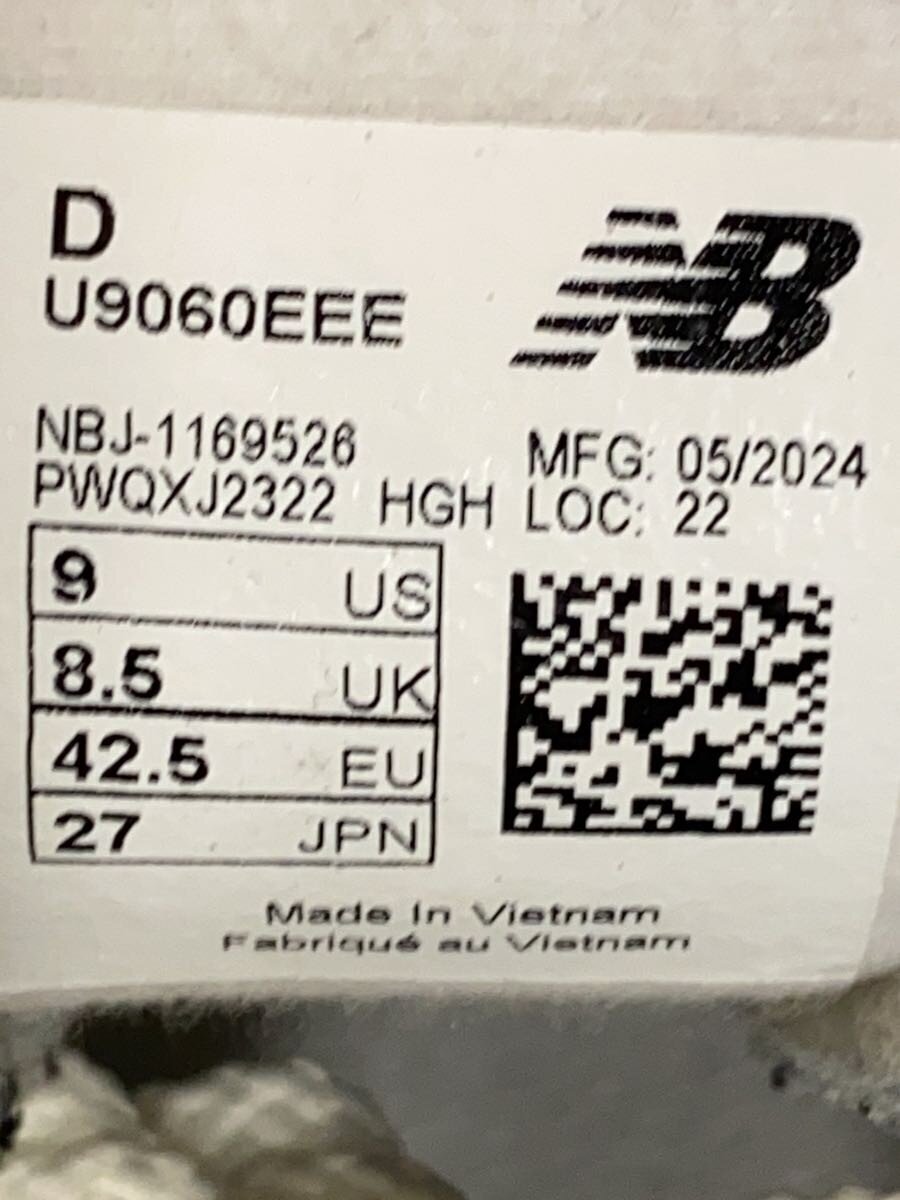 D
U9060EEE
NB
NBJ-1169526
PWQXJ2322 HGH
MFG: 05/2024
LOC: 22
9 US
8.5 UK
42.5 EU
27 JPN
Made In Vietnam
Fabriqué au Vietnam